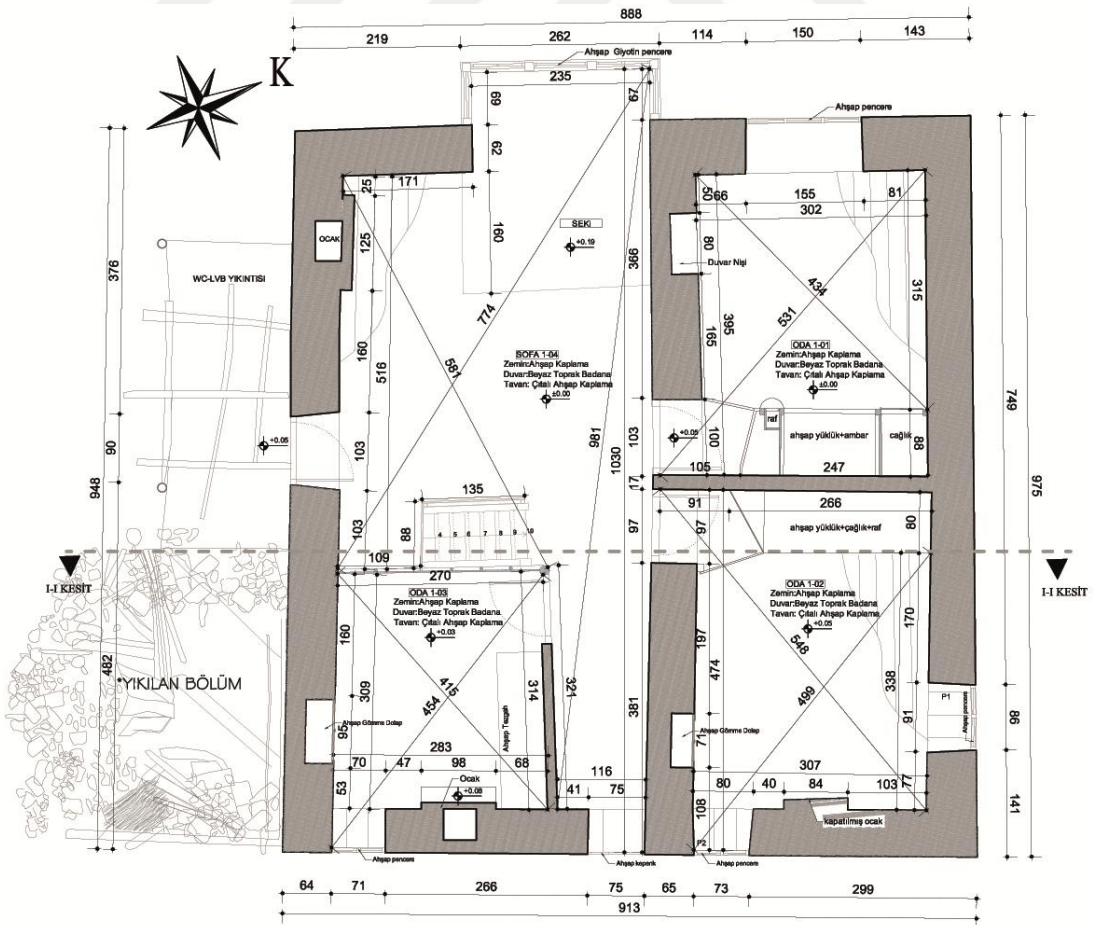 888
219 262 114 150 143
Ahşap Giyotin pencere
K
235
69
67
Ahşap pencere
62
25
171
50
66
155
81
302
OCAK
125
160
SEKİ
+0.19
366
80
Duvar Nişi
WC-LVB YIKINTISI
376
434
315
774
531
165
395
160
516
581
SOFA 1-04
Zemin:Ahşap Kaplama
Duvar:Beyaz Toprak Badana
Tavan: Çıtalı Ahşap Kaplama
±0.00
ODA 1-01
Zemin:Ahşap Kaplama
Duvar:Beyaz Toprak Badana
Tavan: Çıtalı Ahşap Kaplama
±0.00
749
981
1030
103
+0.05
90
103
+0.05
100
raf
ahşap yüklük+ambar
cağlık
88
105
247
17
948
975
135
91
266
88
4 5 6 7 8 9 10
103
97
97
ahşap yüklük+çağlık+raf
80
109
270
I-I KESİT
I-I KESİT
ODA 1-03
Zemin:Ahşap Kaplama
Duvar:Beyaz Toprak Badana
Tavan: Çıtalı Ahşap Kaplama
+0.03
ODA 1-02
Zemin:Ahşap Kaplama
Duvar:Beyaz Toprak Badana
Tavan: Çıtalı Ahşap Kaplama
+0.05
160
309
197
170
482
YIKILAN BÖLÜM
415
454
314
321
548
499
474
338
Ahşap Tezgah
P1
Ahşap pencere
86
91
Ahşap Gömme Dolap
95
381
Ahşap Gömme Dolap
71
283
307
70 47 98 68
116
80 40 84 103
77
Ocak
+0.08
41 75
53
108
kapatılmış ocak
141
P2
Ahşap pencere
Ahşap kepenk
Ahşap pencere
64 71 266 75 65 73 299
913